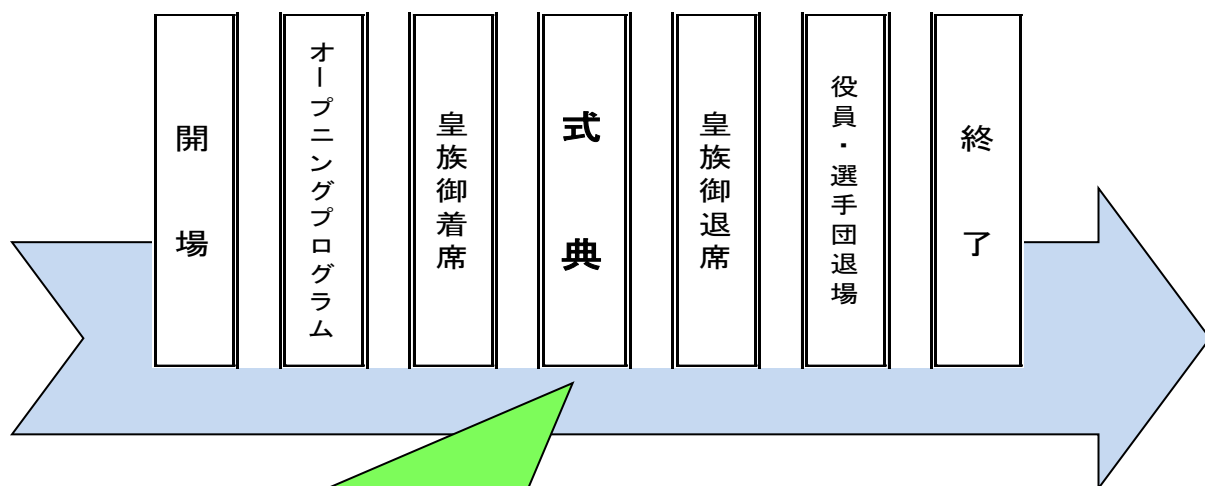 開場
オープニングプログラム
皇族御着席
式典
皇族御退席
役員・選手団退場
終了